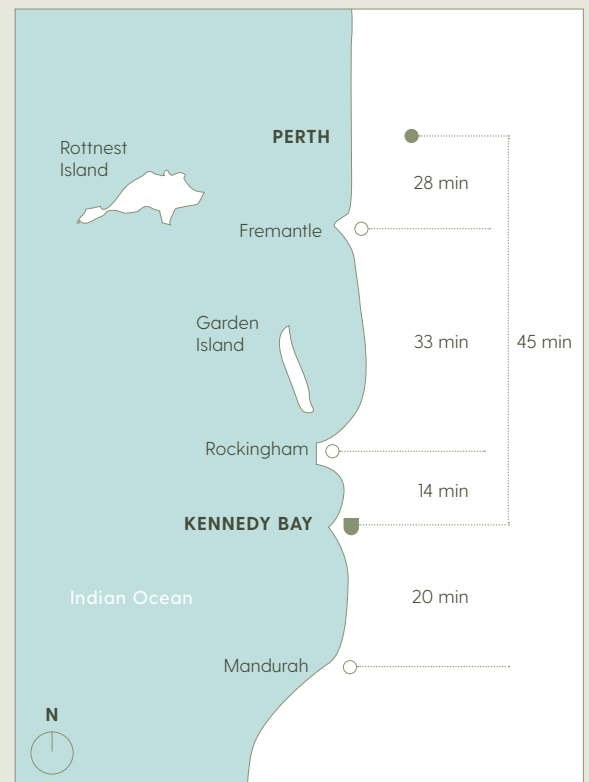 PERTH
Rottnest
Island
28 min
Fremantle
Garden
Island
33 min
45 min
Rockingham
14 min
KENNEDY BAY
Indian Ocean
20 min
Mandurah
N